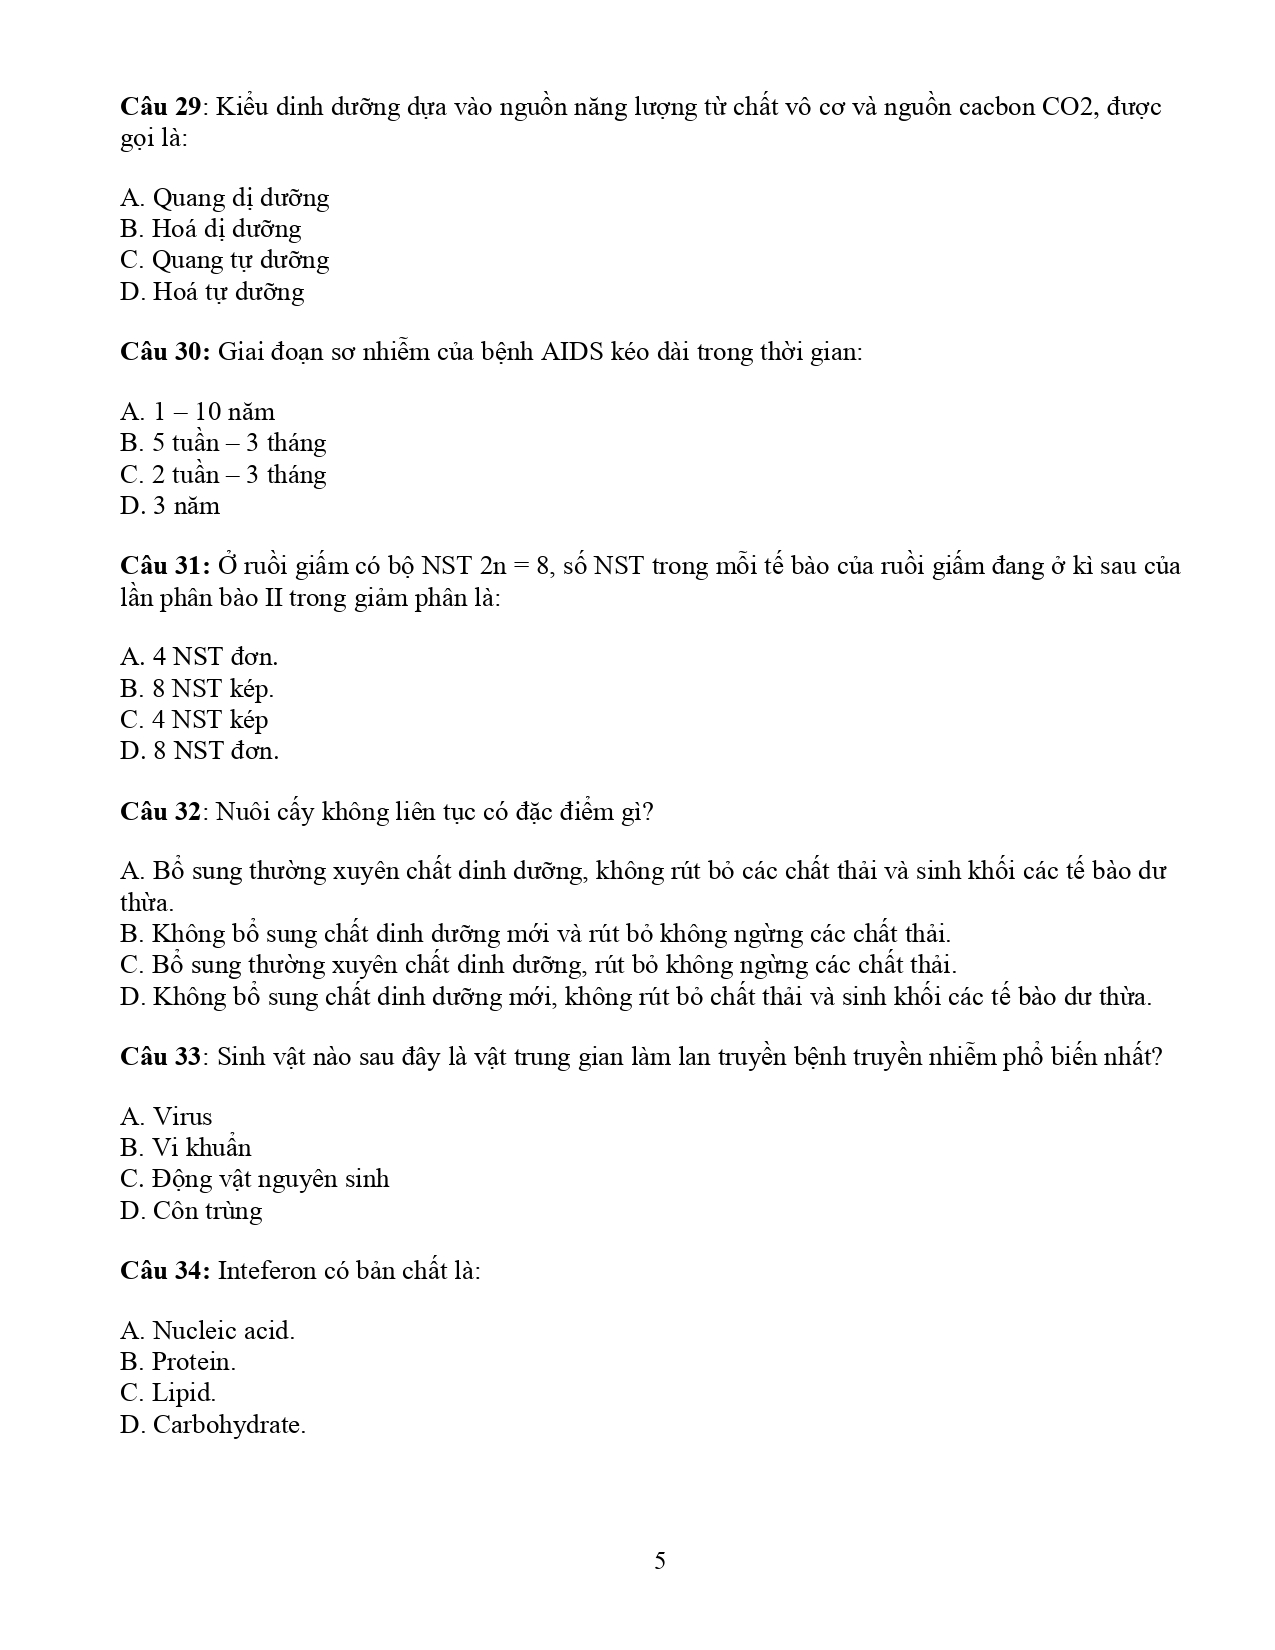 Câu 29: Kiểu dinh dưỡng dựa vào nguồn năng lượng từ chất vô cơ và nguồn cacbon CO2, được
gọi là:
A. Quang dị dưỡng
B. Hoá dị dưỡng
C. Quang tự dưỡng
D. Hoá tự dưỡng
Câu 30: Giai đoạn sơ nhiễm của bệnh AIDS kéo dài trong thời gian:
A. 1 – 10 năm
B. 5 tuần – 3 tháng
C. 2 tuần – 3 tháng
D. 3 năm
Câu 31: Ở ruồi giấm có bộ NST 2n = 8, số NST trong mỗi tế bào của ruồi giấm đang ở kì sau của
lần phân bào II trong giảm phân là:
A. 4 NST đơn.
B. 8 NST kép.
C. 4 NST kép
D. 8 NST đơn.
Câu 32: Nuôi cấy không liên tục có đặc điểm gì?
A. Bổ sung thường xuyên chất dinh dưỡng, không rút bỏ các chất thải và sinh khối các tế bào dư
thừa.
B. Không bổ sung chất dinh dưỡng mới và rút bỏ không ngừng các chất thải.
C. Bổ sung thường xuyên chất dinh dưỡng, rút bỏ không ngừng các chất thải.
D. Không bổ sung chất dinh dưỡng mới, không rút bỏ chất thải và sinh khối các tế bào dư thừa.
Câu 33: Sinh vật nào sau đây là vật trung gian làm lan truyền bệnh truyền nhiễm phổ biến nhất?
A. Virus
B. Vi khuẩn
C. Động vật nguyên sinh
D. Côn trùng
Câu 34: Inteferon có bản chất là:
A. Nucleic acid.
B. Protein.
C. Lipid.
D. Carbohydrate.
5